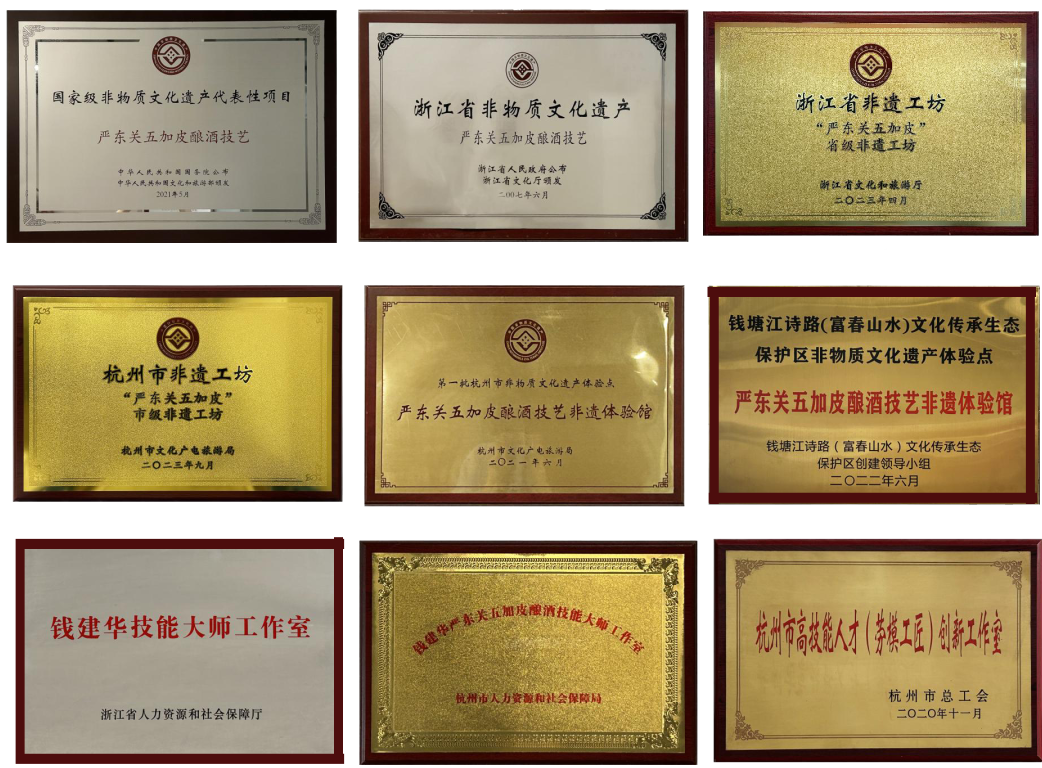 国家级非物质文化遗产代表性项目
严东关五加皮酿酒技艺
中华人民共和国国务院公布
中华人民共和国文化和旅游部颁发
2021年5月
浙江省非物质文化遗产
严东关五加皮酿酒技艺
浙江省人民政府公布
浙江省文化厅颁发
二00七年六月
浙江省非遗工坊
“严东关五加皮”
省级非遗工坊
浙江省文化和旅游厅
二〇二三年四月
杭州市非遗工坊
“严东关五加皮”
市级非遗工坊
杭州市文化广电旅游局
二〇二三年九月
第一批杭州市非物质文化遗产体验点
严东关五加皮酿酒技艺非遗体验馆
杭州市文化广电旅游局
二〇二一年六月
钱塘江诗路(富春山水)文化传承生态
保护区非物质文化遗产体验点
严东关五加皮酿酒技艺非遗体验馆
钱塘江诗路（富春山水）文化传承生态
保护区创建领导小组
二〇二二年六月
钱建华技能大师工作室
浙江省人力资源和社会保障厅
钱建华严东关五加皮酿酒技能大师工作室
杭州市人力资源和社会保障局
杭州市高技能人才（劳模工匠）创新工作室
杭州市总工会
二〇二〇年十一月